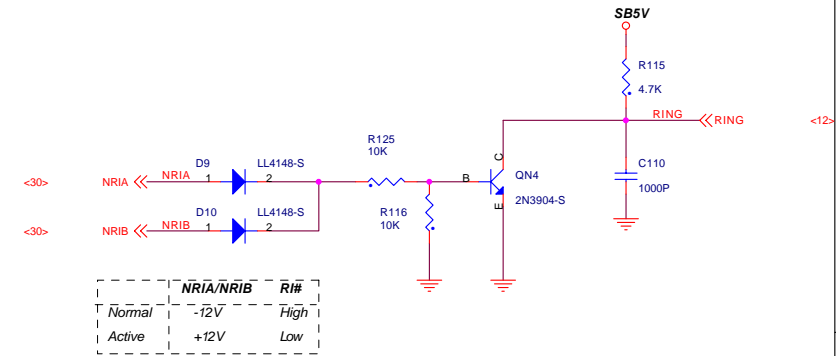 SB5V
R115
4.7K
RING
RING
<12>
R125
10K
C
B
QN4
E
2N3904-S
C110
1000P
D9
LL4148-S
<30>
NRIA
NRIA
1
2
R116
10K
D10
LL4148-S
<30>
NRIB
NRIB
1
2
NRIA/NRIB RI#
Normal -12V High
Active +12V Low